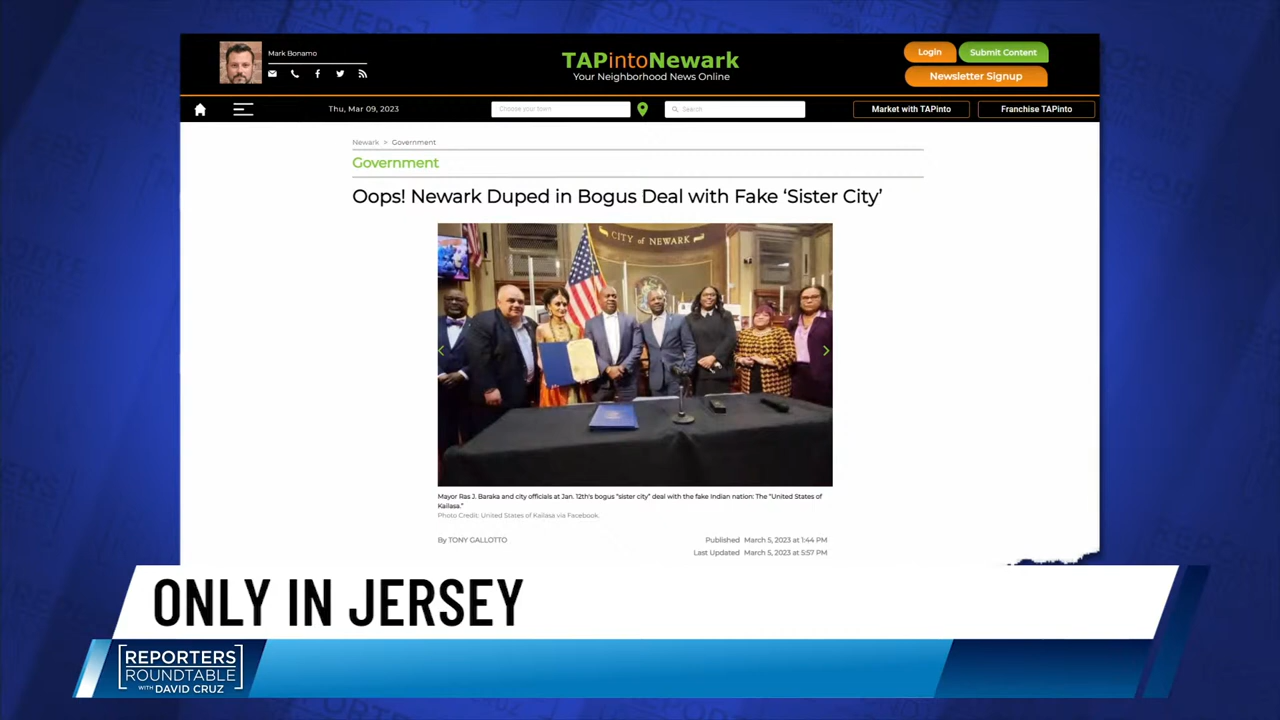 Mark Bonamo
TAPintoNewark
Your Neighborhood News Online
Login
Submit Content
Newsletter Signup
Thu, Mar 09, 2023
Choose your town
Search
Market with TAPinto
Franchise TAPinto
Newark > Government
Government
Oops! Newark Duped in Bogus Deal with Fake ‘Sister City’
CITY of NEWARK
Mayor Ras J. Baraka and city officials at Jan. 12th's bogus "sister city" deal with the fake Indian nation: The "United States of
Kailasa."
Photo Credit: United States of Kailasa via Facebook.
By TONY GALLOTTO
Published March 5, 2023 at 1:44 PM
Last Updated March 5, 2023 at 5:57 PM
ONLY IN JERSEY
REPORTERS
ROUNDTABLE
WITH DAVID CRUZ